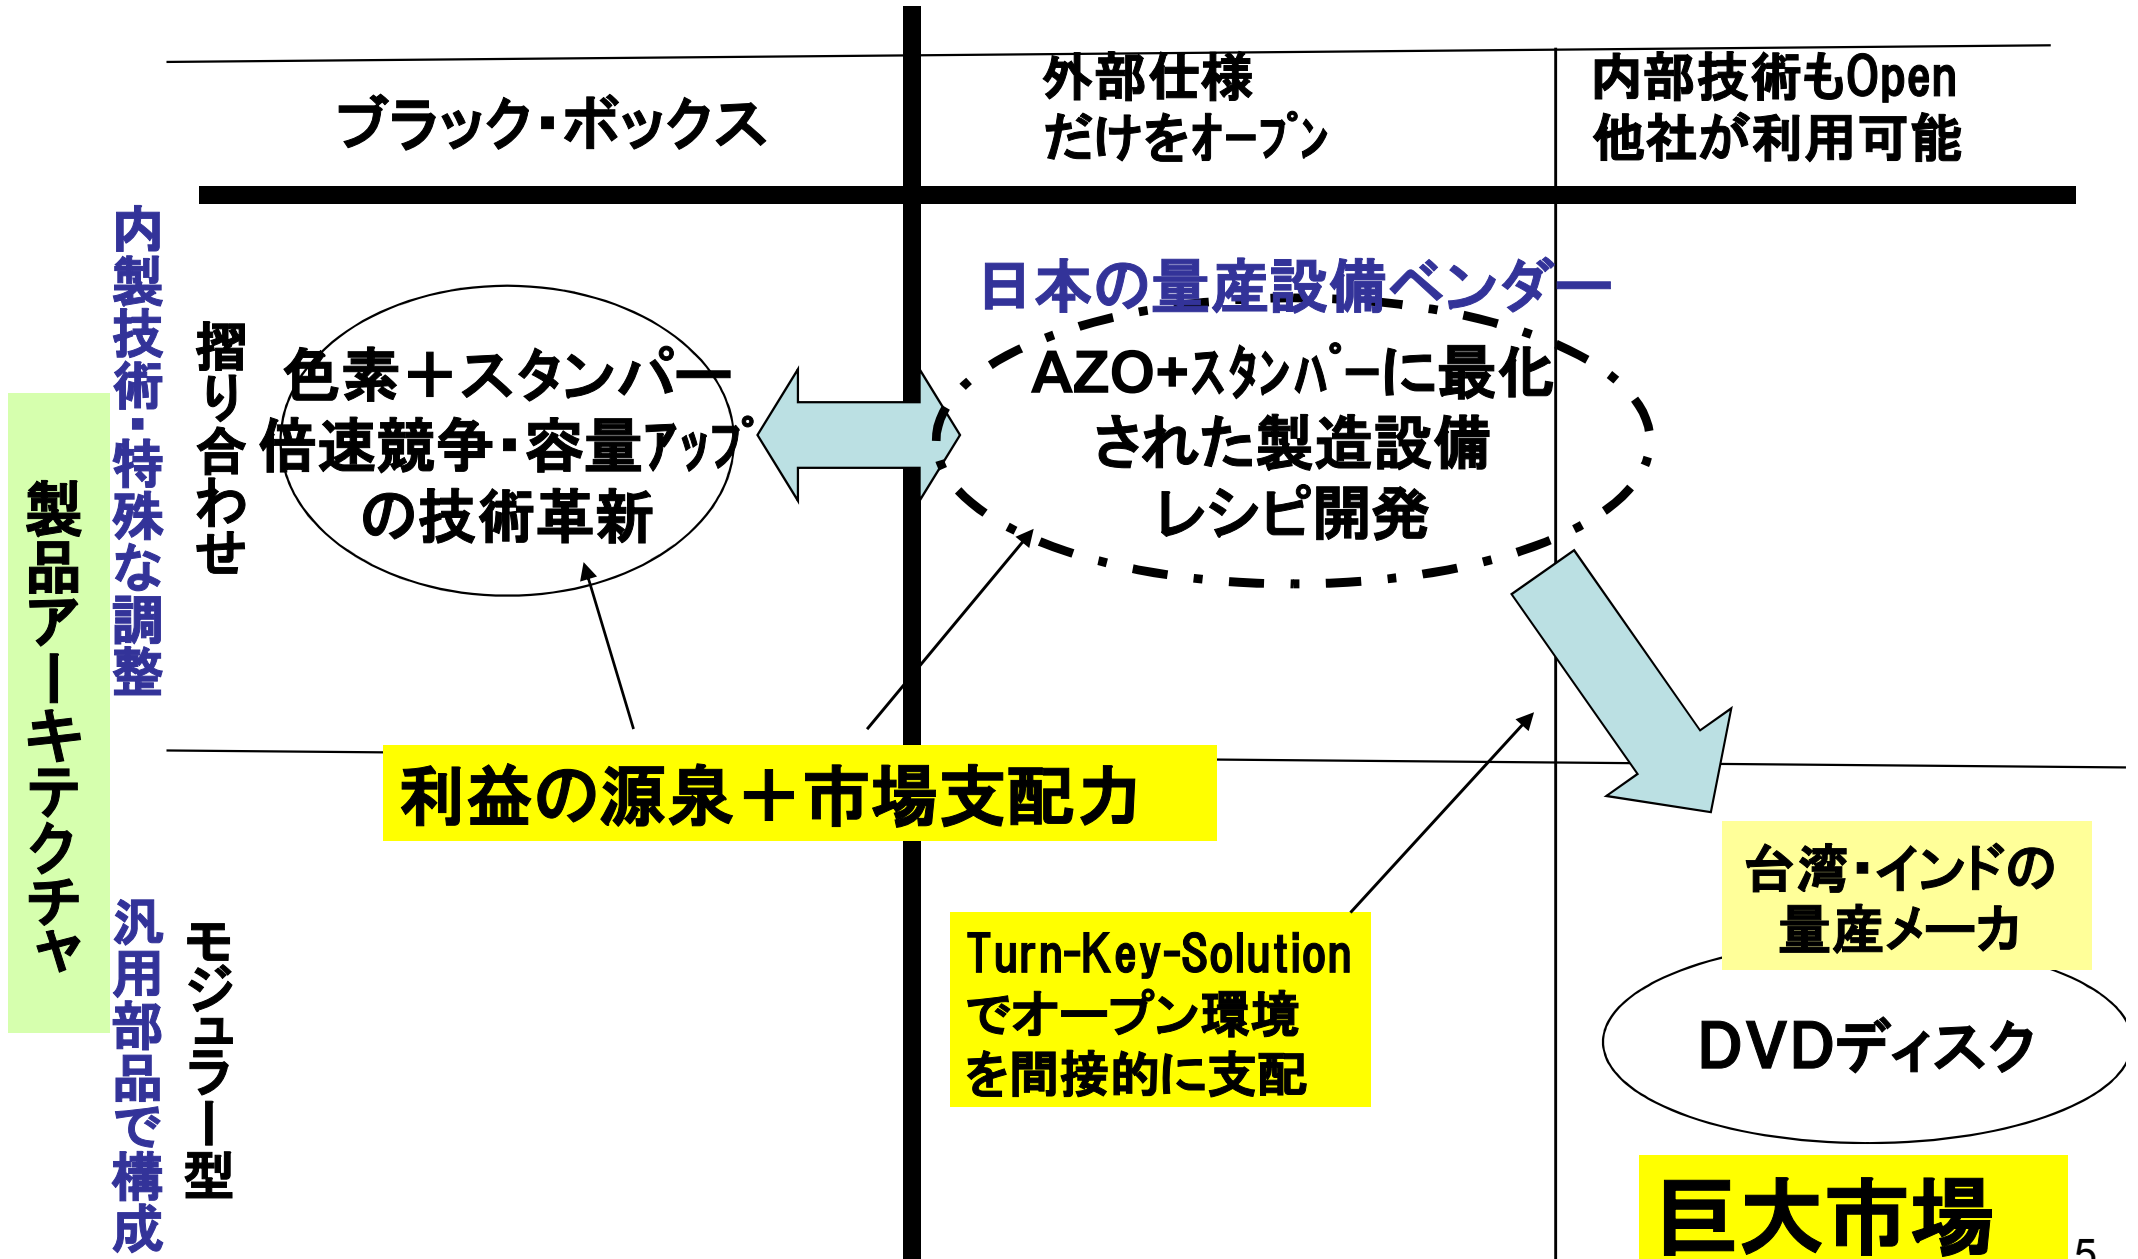 ブラック・ボックス
外部仕様
だけをｵｰﾌﾟﾝ
内部技術もOpen
他社が利用可能
製品アーキテクチャ
内製技術・特殊な調整
摺り合わせ
色素＋スタンパー
倍速競争・容量ｱｯﾌﾟ
の技術革新
日本の量産設備ベンダー
AZO+ｽﾀﾝﾊﾟｰに最化
された製造設備
レシピ開発
利益の源泉＋市場支配力
汎用部品で構成
モジュラー型
Turn-Key-Solution
でオープン環境
を間接的に支配
台湾・インドの
量産メーカ
DVDディスク
巨大市場
5